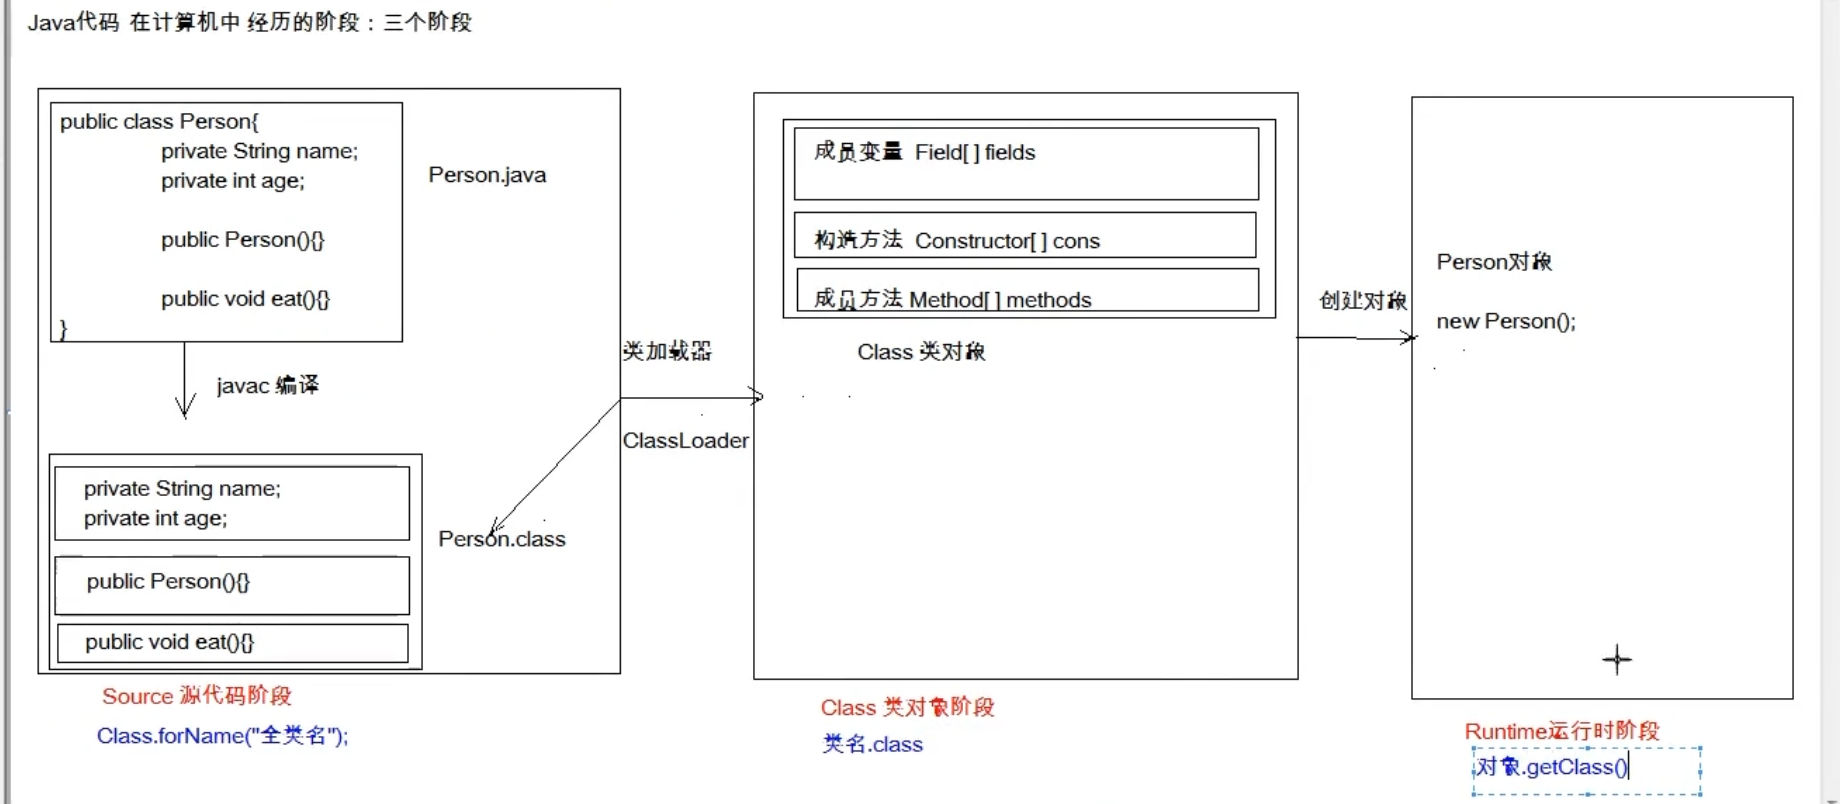 Java代码 在计算机中 经历的阶段：三个阶段
public class Person{
private String name;
private int age;
public Person(){}
public void eat(){}
}
Person.java
javac 编译
private String name;
private int age;
public Person(){}
public void eat(){}
Person.class
Source 源代码阶段
Class.forName("全类名");
类加载器
ClassLoader
成员变量 Field[] fields
构造方法 Constructor[] cons
成员方法 Method[] methods
Class 类对象
Class 类对象阶段
类名.class
创建对象
Person对象
new Person();
Runtime运行时阶段
对象.getClass()